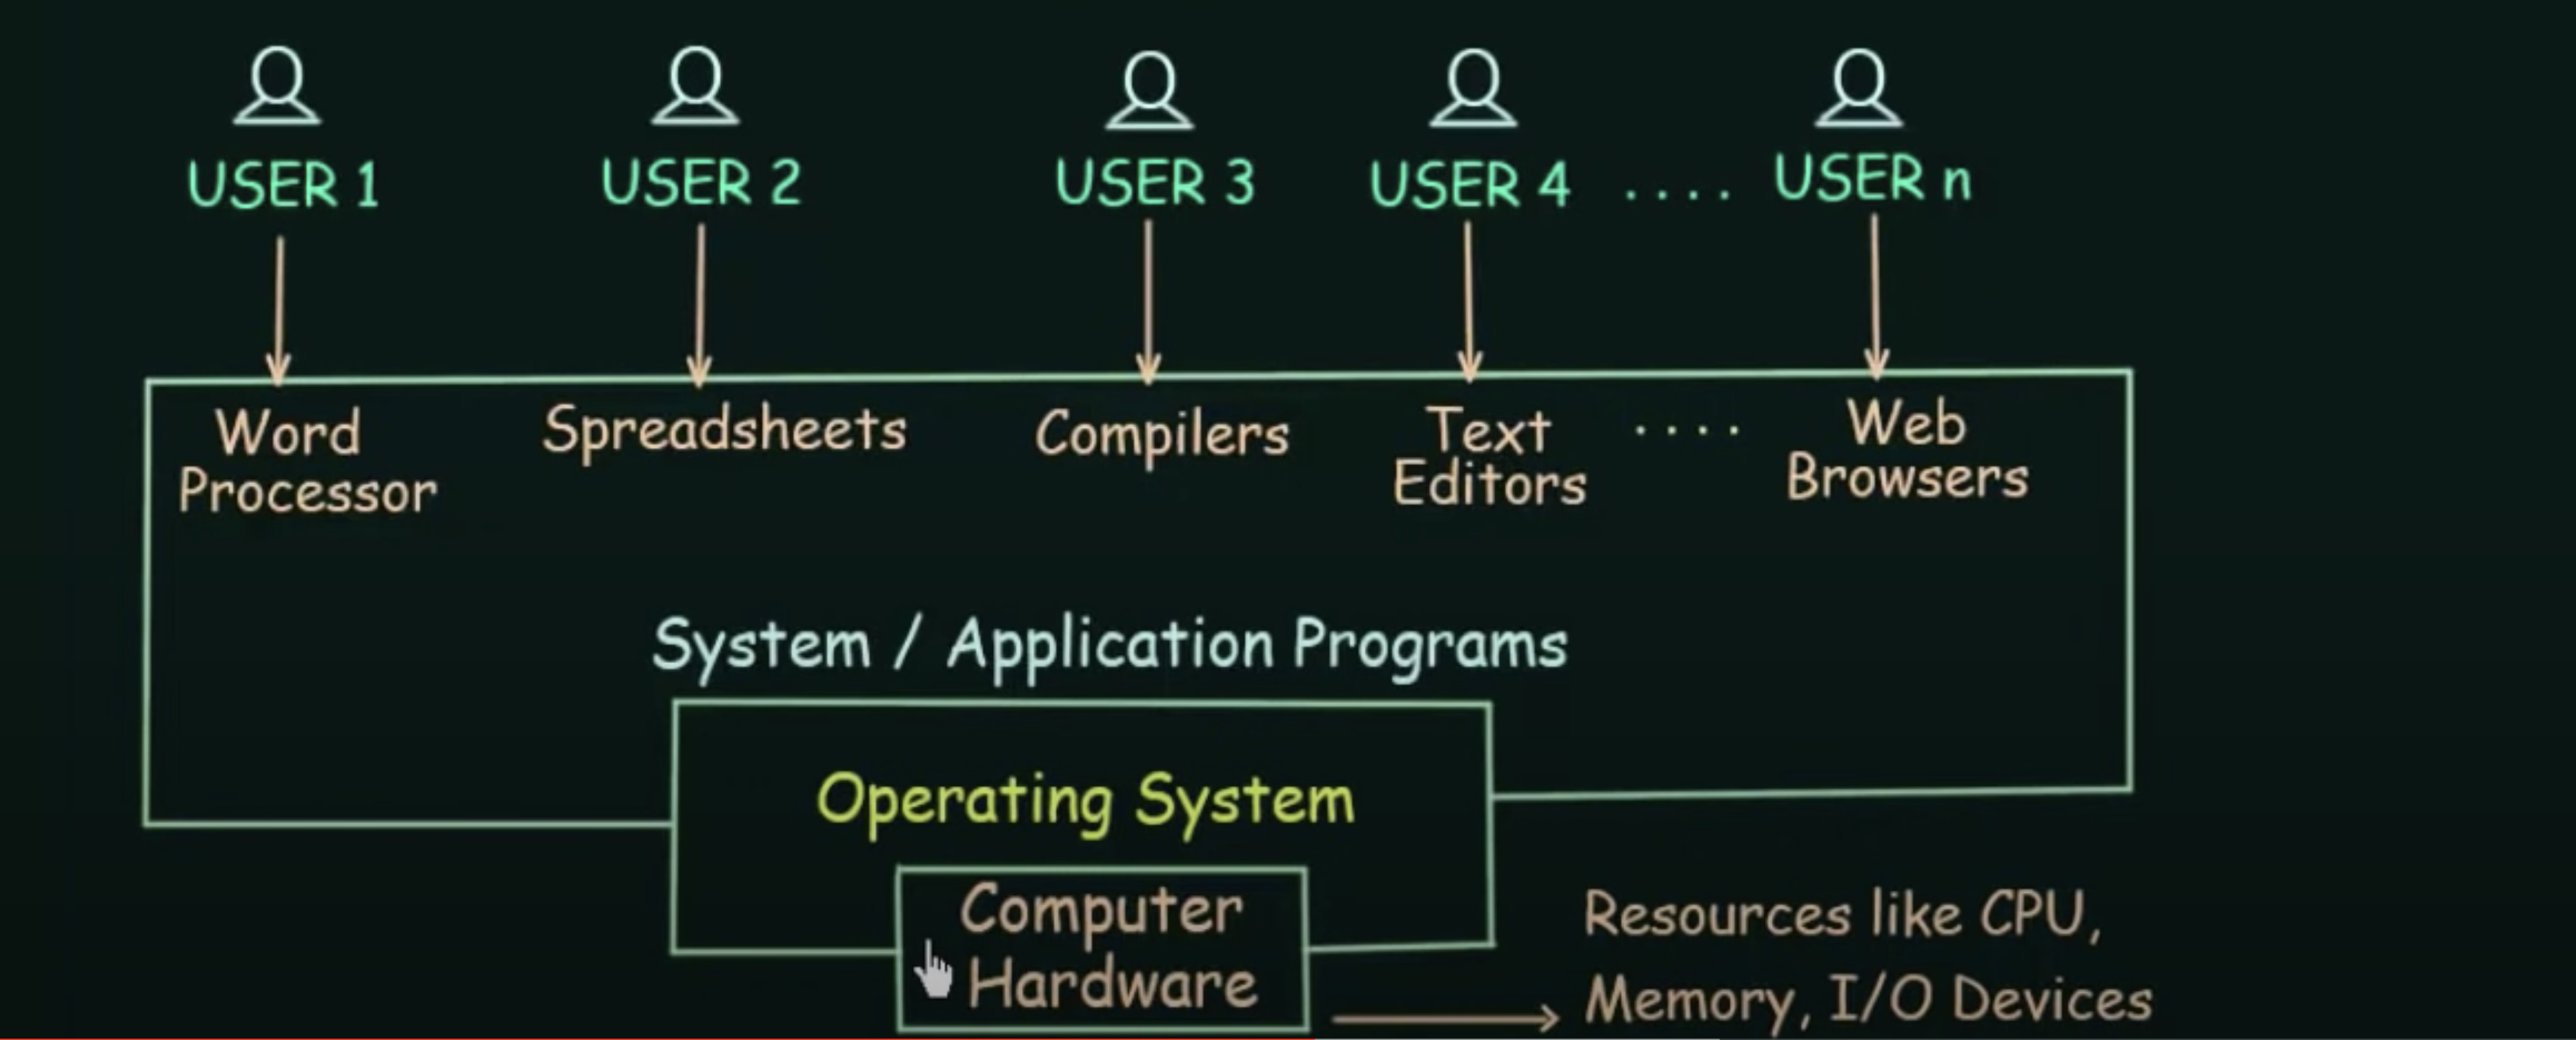 USER 1 USER 2 USER 3 USER 4 .... USER n
Word Processor
Spreadsheets
Compilers
Text Editors
....
Web Browsers
System / Application Programs
Operating System
Computer
Hardware
Resources like CPU,
Memory, I/O Devices